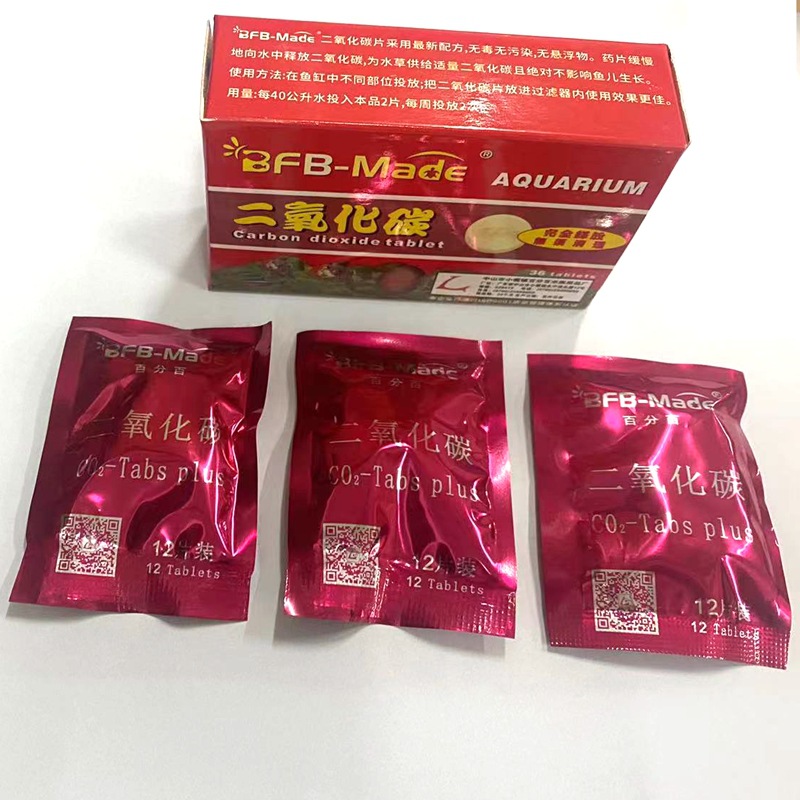 BFB-Made® 二氧化碳片采用最新配方,无毒无污染,无悬浮物。药片缓慢
地向水中释放二氧化碳,为水草供给适量二氧化碳且绝对不影响鱼儿生长。
使用方法:在鱼缸中不同部位投放;把二氧化碳片放进过滤器内使用效果更佳。
用量:每40公升水投入本品2片,每周投放2次
BFB-Made® AQUARIUM
二氧化碳
Carbon dioxide tablet
完全释放
36 tablets
BFB-Made
百分百
二氧化碳
CO₂-Tabs plus
12片装
12 Tablets
BFB-Made®
百分百
二氧化碳
CO₂-Tabs plus
12片装
12 Tablets
BFB-Made®
百分百
二氧化碳
CO₂-Tabs plus
12片装
12 Tablets